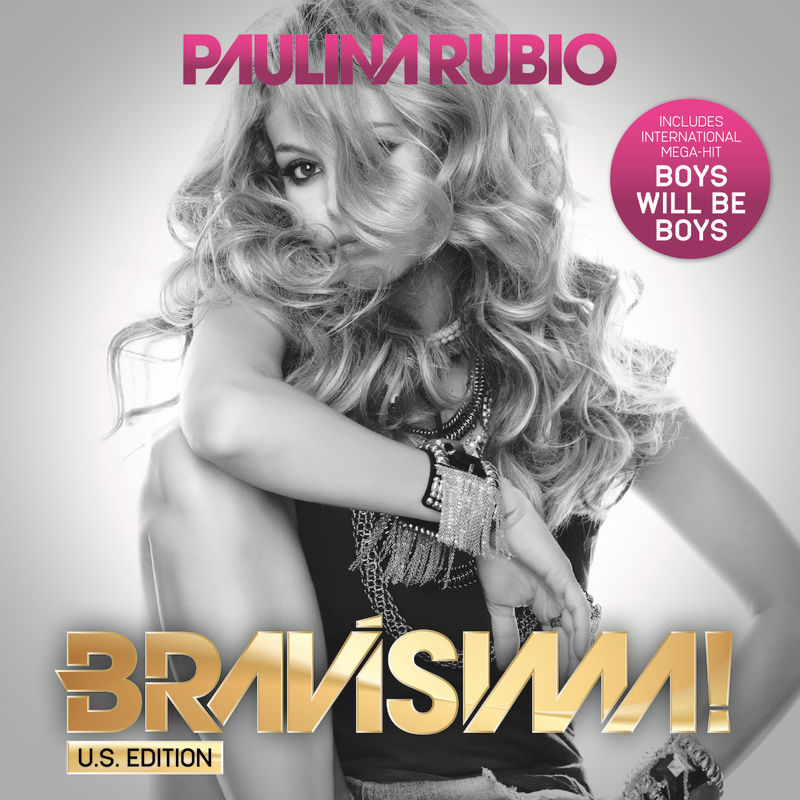 PAULINA RUBIO
INCLUDES
INTERNATIONAL
MEGA-HIT
BOYS
WILL BE
BOYS
BRAVÍSIMA!
U.S. EDITION